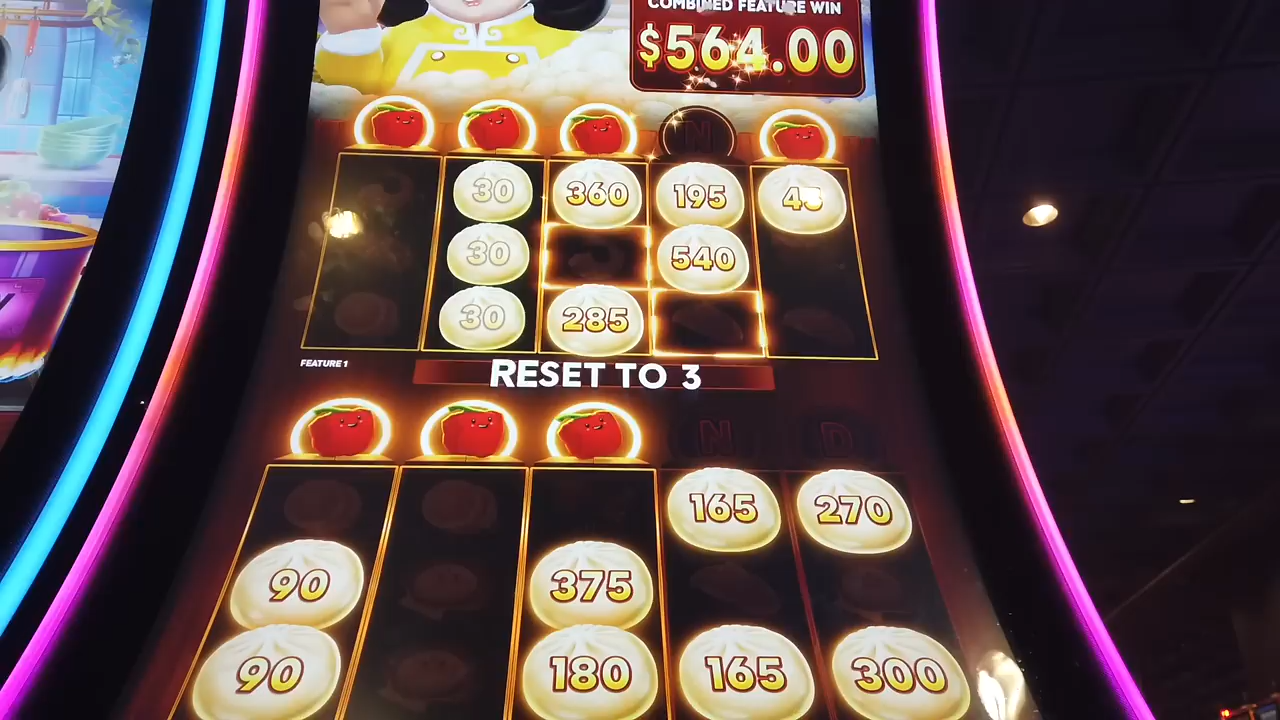 COMBINED FEATURE WIN
$564.00
N
30 360 195 45
30 540
30 285
FEATURE 1
RESET TO 3
N D
165 270
90 375
90 180 165 300